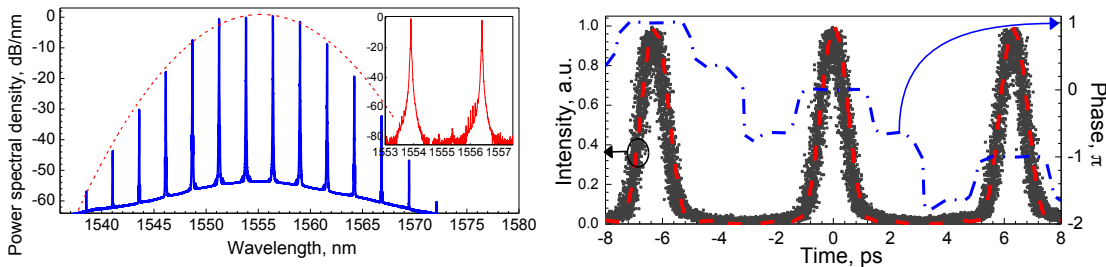 Power spectral density, dB/nm
0
-10
-20
-30
-40
-50
-60
1540 1545 1550 1555 1560 1565 1570 1575 1580
Wavelength, nm
0
-20
-40
-60
-80
1553 1554 1555 1556 1557
Intensity, a.u.
1.0
0.8
0.6
0.4
0.2
0.0
-8 -6 -4 -2 0 2 4 6 8
Time, ps
1
0
-1
-2
Phase, π